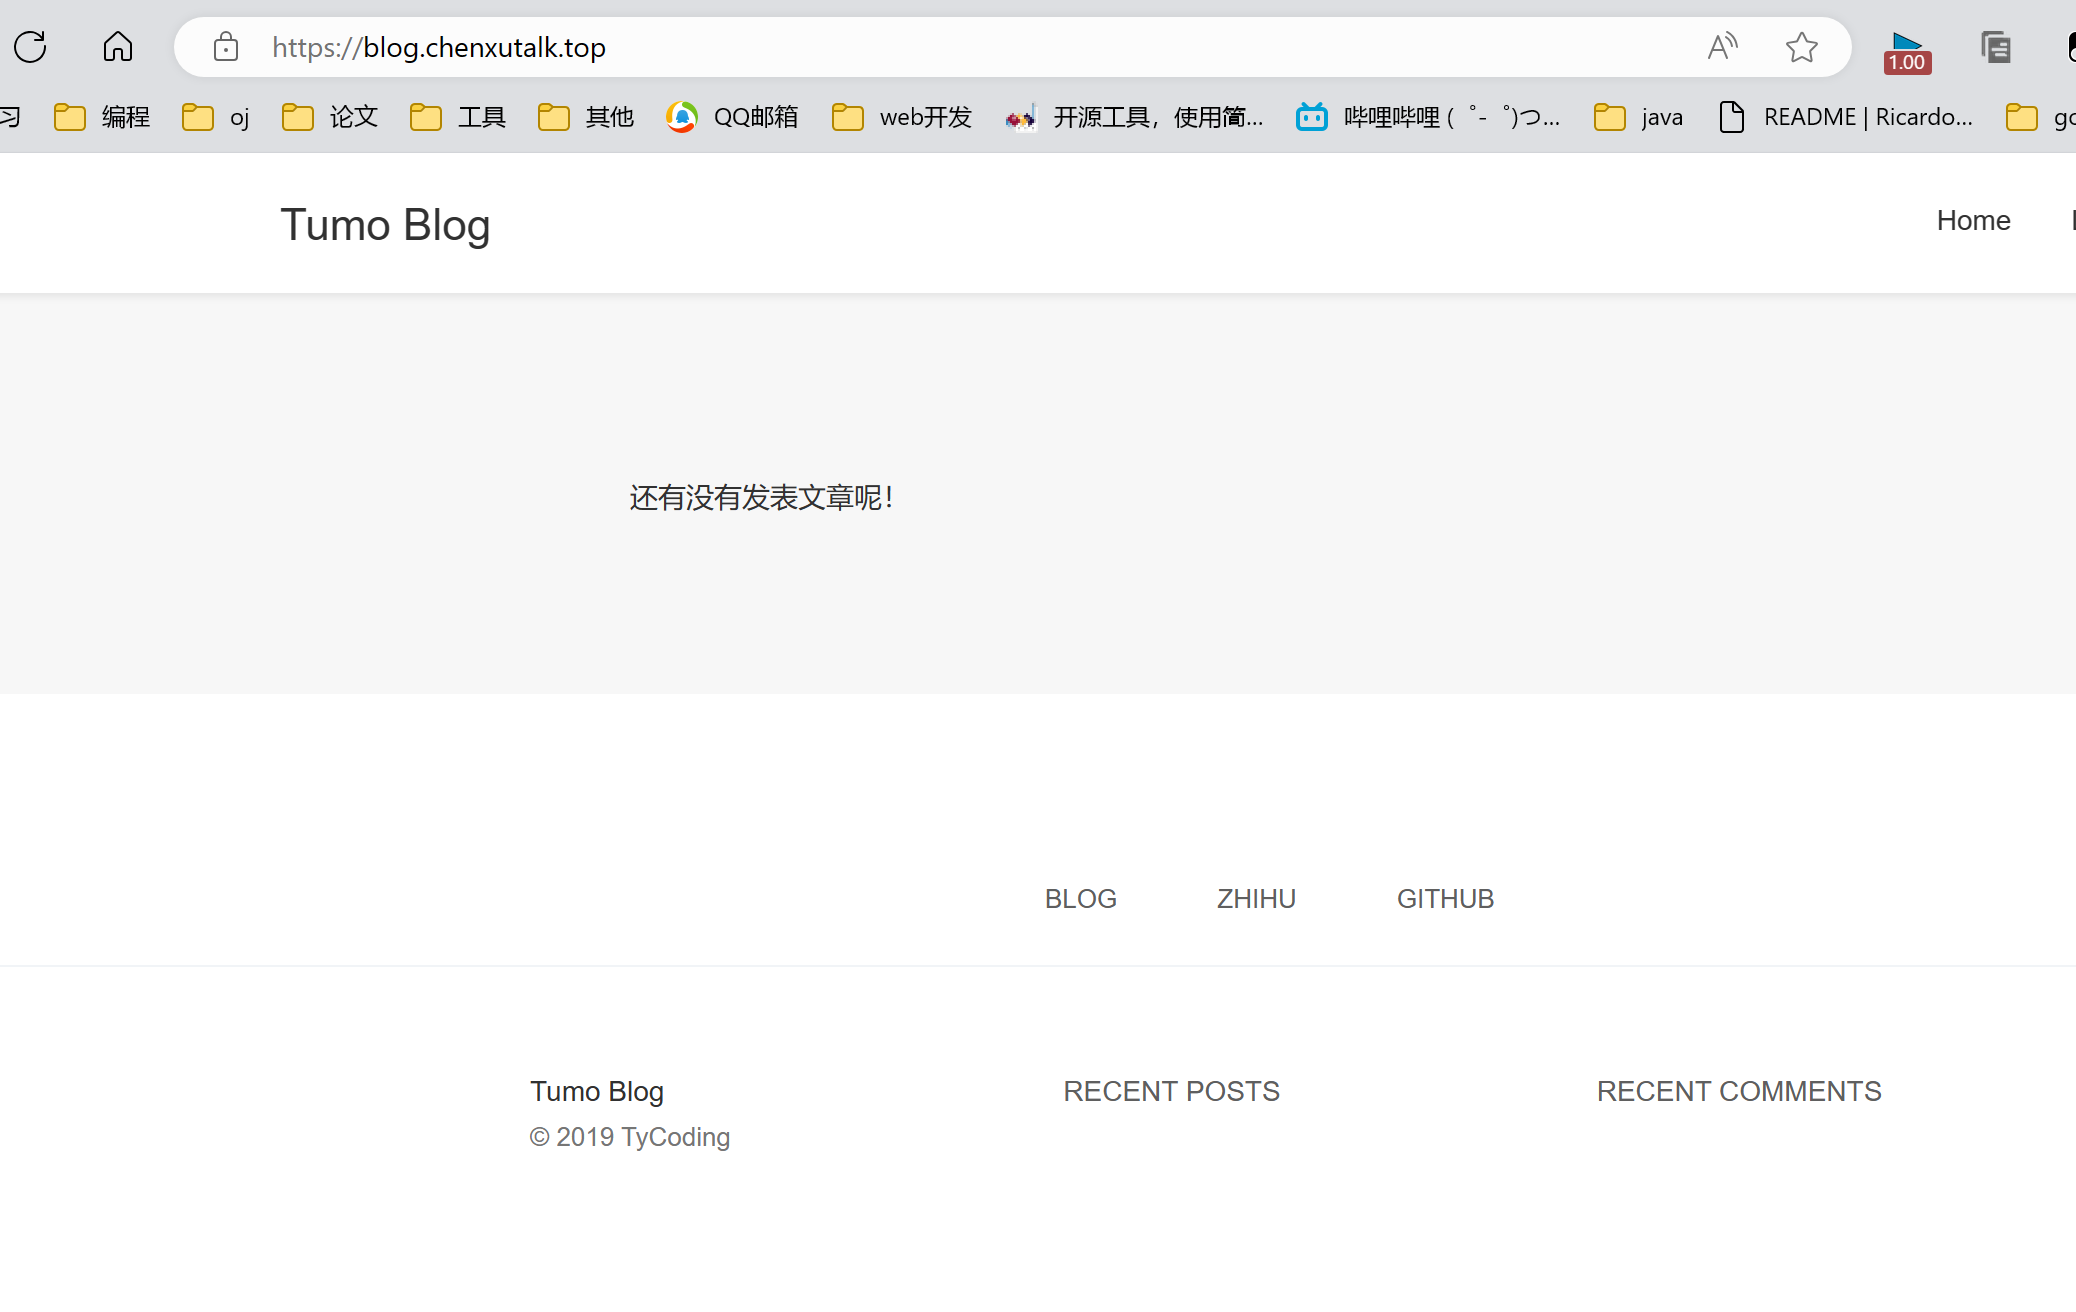 https://blog.chenxutalk.top
1.00
习 编程 oj 论文 工具 其他 QQ邮箱 web开发 开源工具，使用简... 哔哩哔哩 (゜-゜)つ... java README | Ricardo... go
Tumo Blog
Home
还有没有发表文章呢！
BLOG ZHIHU GITHUB
Tumo Blog RECENT POSTS RECENT COMMENTS
© 2019 TyCoding